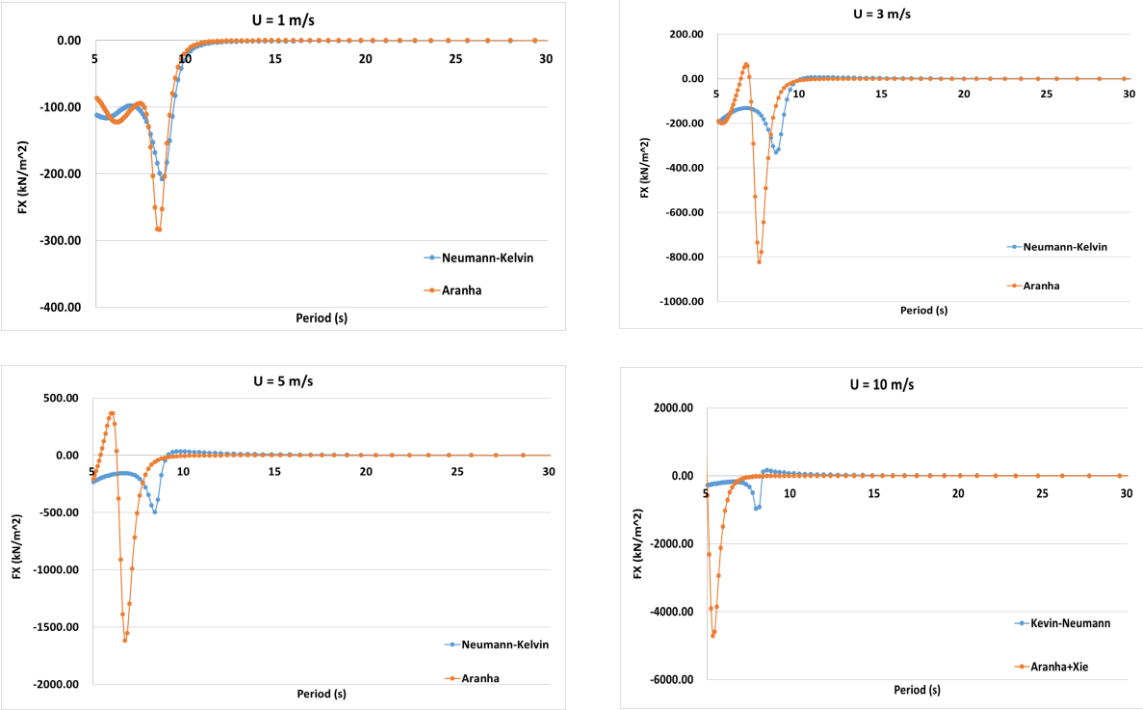 U = 1 m/s
0.00
-100.00
-200.00
-300.00
-400.00
5
10
15
20
25
30
FX (kN/m^2)
Period (s)
Neumann-Kelvin
Aranha
U = 3 m/s
200.00
0.00
-200.00
-400.00
-600.00
-800.00
-1000.00
5
10
15
20
25
30
FX (kN/m^2)
Period (s)
Neumann-Kelvin
Aranha
U = 5 m/s
500.00
0.00
-500.00
-1000.00
-1500.00
-2000.00
5
10
15
20
25
30
FX (kN/m^2)
Period (s)
Neumann-Kelvin
Aranha
U = 10 m/s
2000.00
0.00
-2000.00
-4000.00
-6000.00
5
10
15
20
25
30
FX (kN/m^2)
Period (s)
Kevin-Neumann
Aranha+Xie